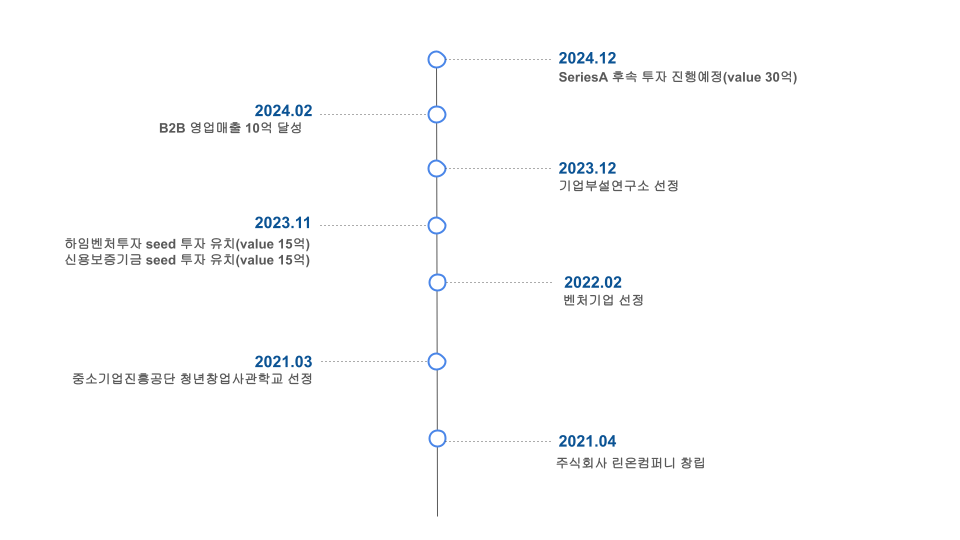 2024.12
SeriesA 후속 투자 진행예정(value 30억)
2024.02
B2B 영업매출 10억 달성
2023.12
기업부설연구소 선정
2023.11
하임벤처투자 seed 투자 유치(value 15억)
신용보증기금 seed 투자 유치(value 15억)
2022.02
벤처기업 선정
2021.03
중소기업진흥공단 청년창업사관학교 선정
2021.04
주식회사 린온컴퍼니 창립